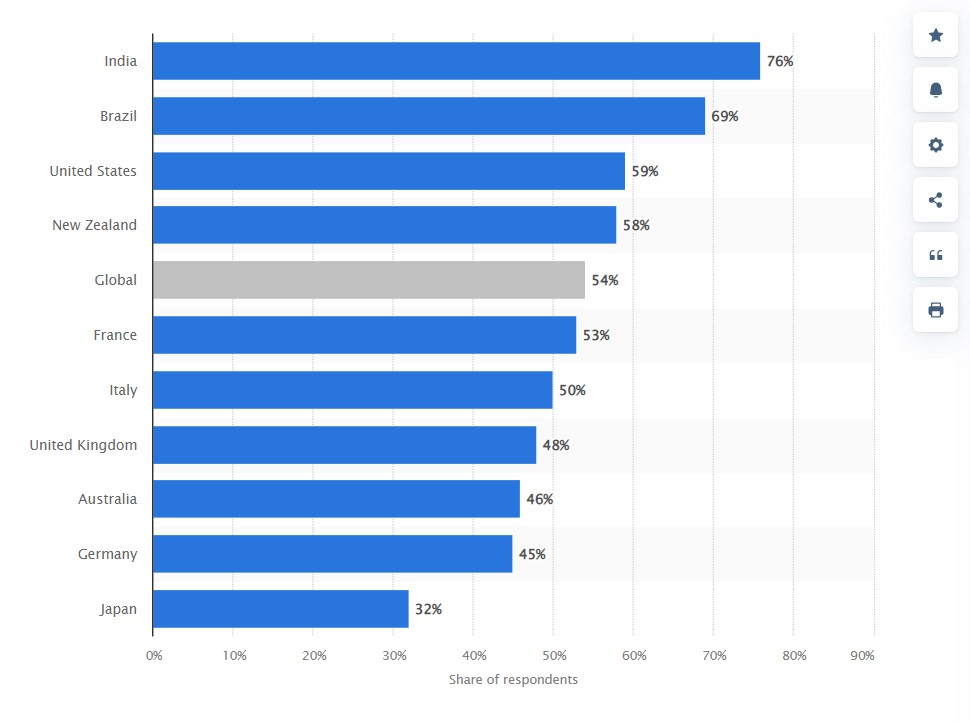 India 76%
Brazil 69%
United States 59%
New Zealand 58%
Global 54%
France 53%
Italy 50%
United Kingdom 48%
Australia 46%
Germany 45%
Japan 32%
0% 10% 20% 30% 40% 50% 60% 70% 80% 90%
Share of respondents